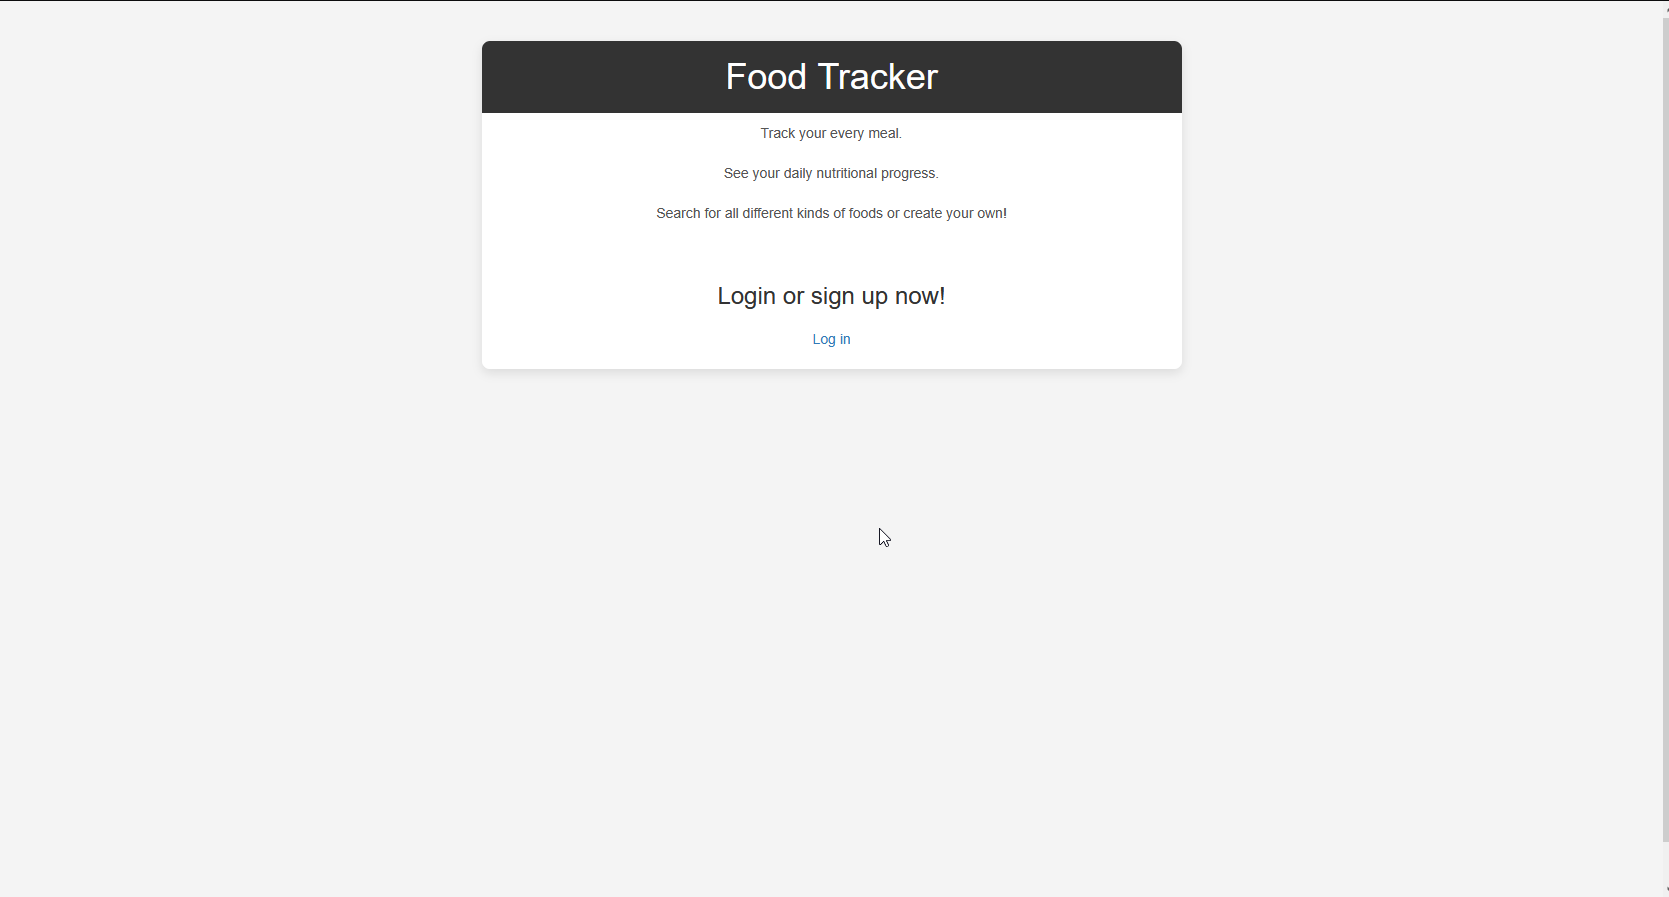 Food Tracker
Track your every meal.
See your daily nutritional progress.
Search for all different kinds of foods or create your own!
Login or sign up now!
Log in